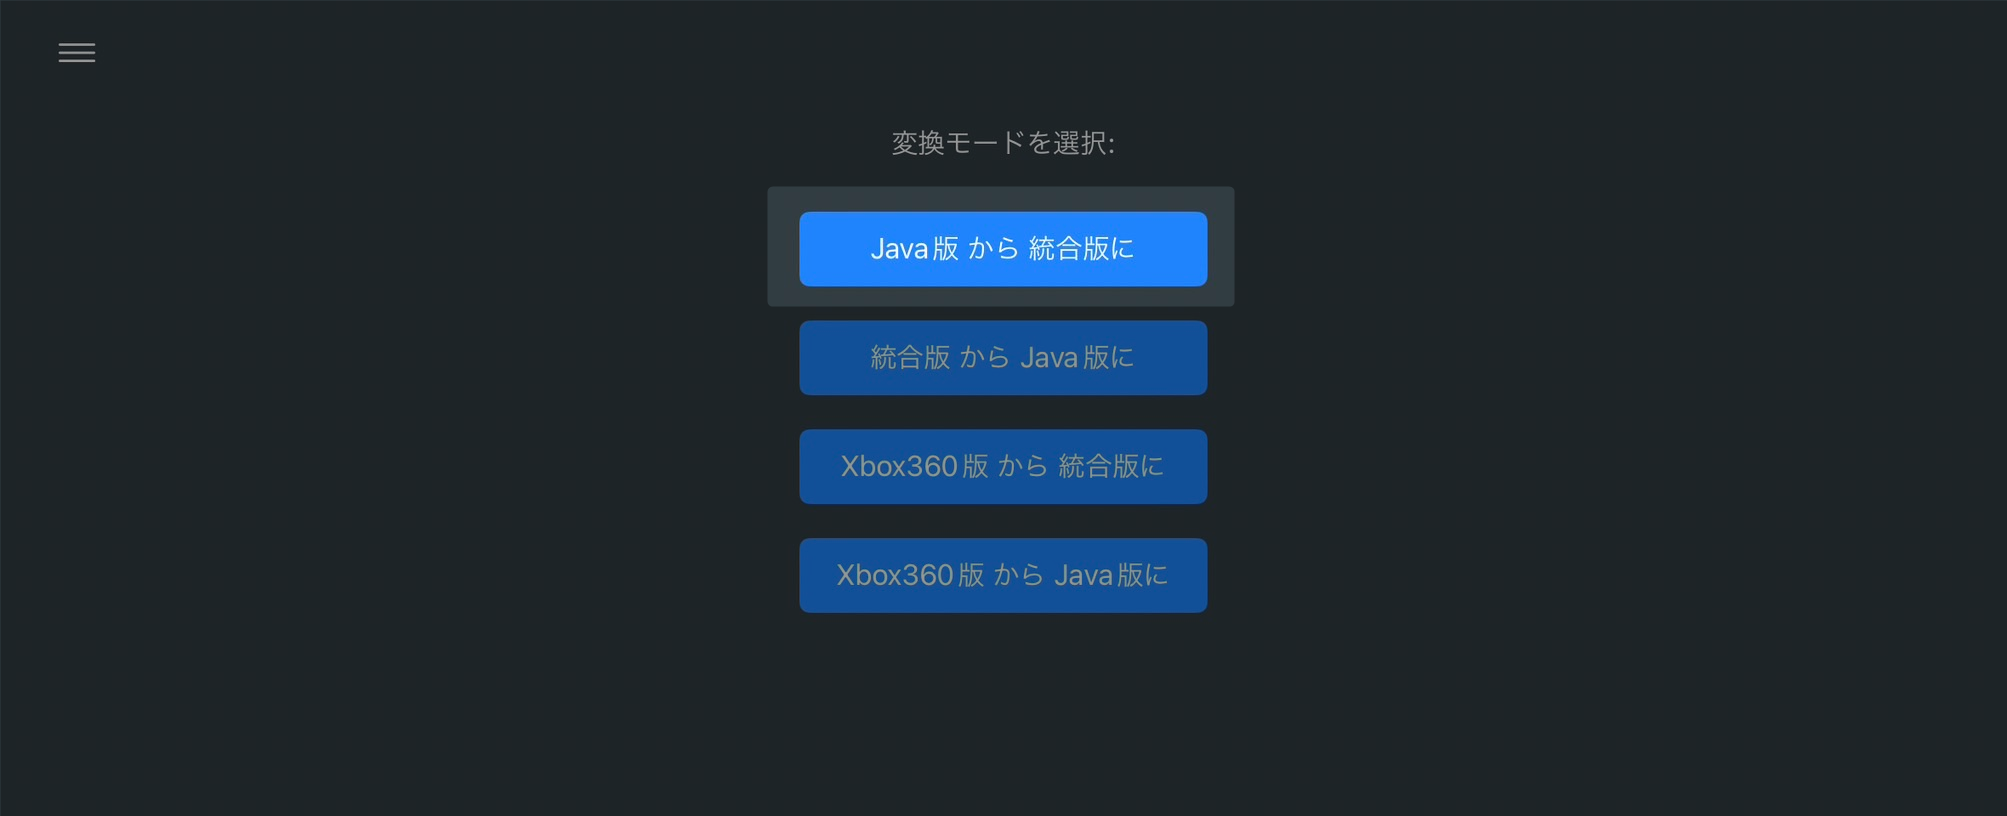 変換モードを選択:
Java版 から 統合版に
統合版 から Java版に
Xbox360版 から 統合版に
Xbox360版 から Java版に